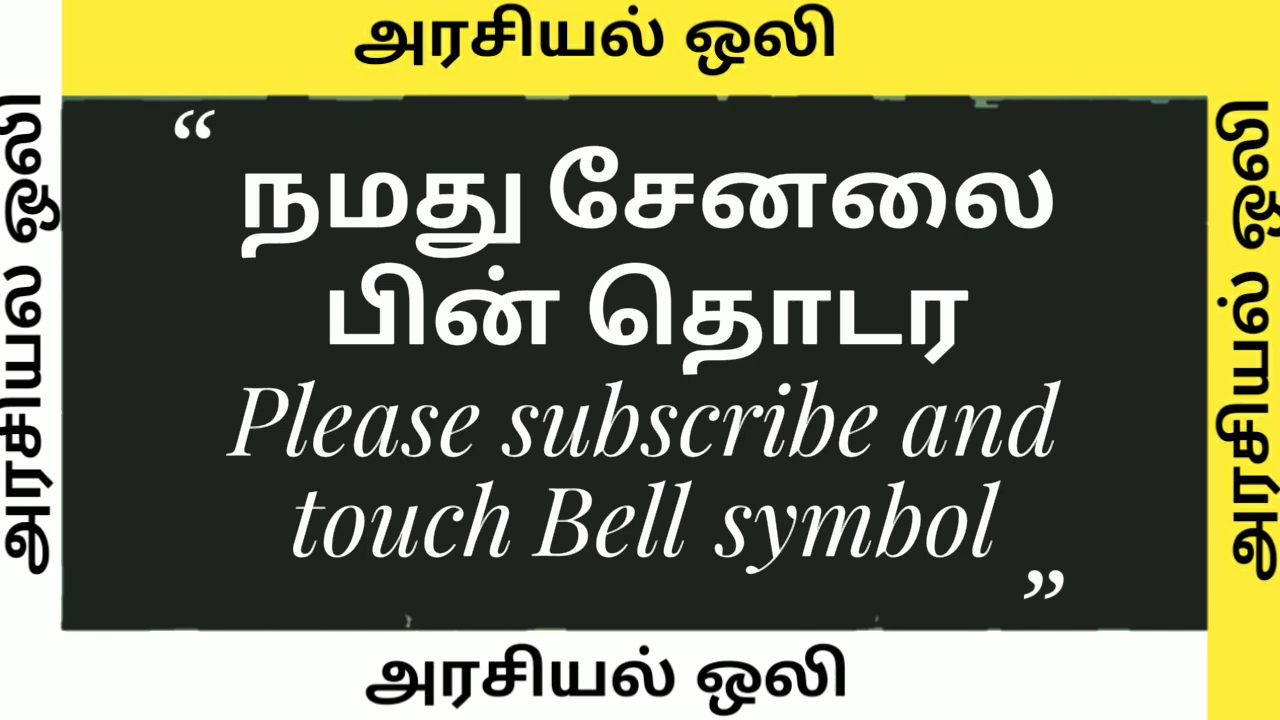 அரசியல் ஒலி
அரசியல் ஒலி
“
நமது சேனலை
பின் தொடர
Please subscribe and
touch Bell symbol
”
அரசியல் ஒலி
அரசியல் ஒலி